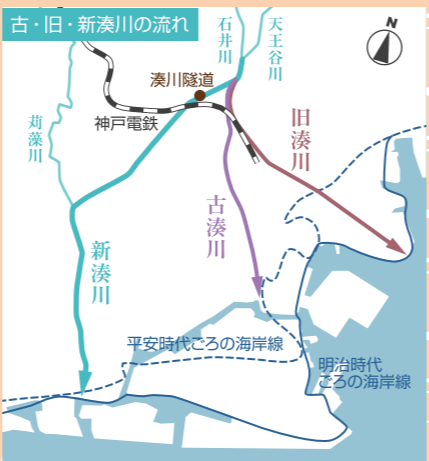 古・旧・新湊川の流れ
石井川
天王谷川
N
湊川隧道
神戸電鉄
苅藻川
旧湊川
古湊川
新湊川
平安時代ごろの海岸線
明治時代
ごろの海岸線